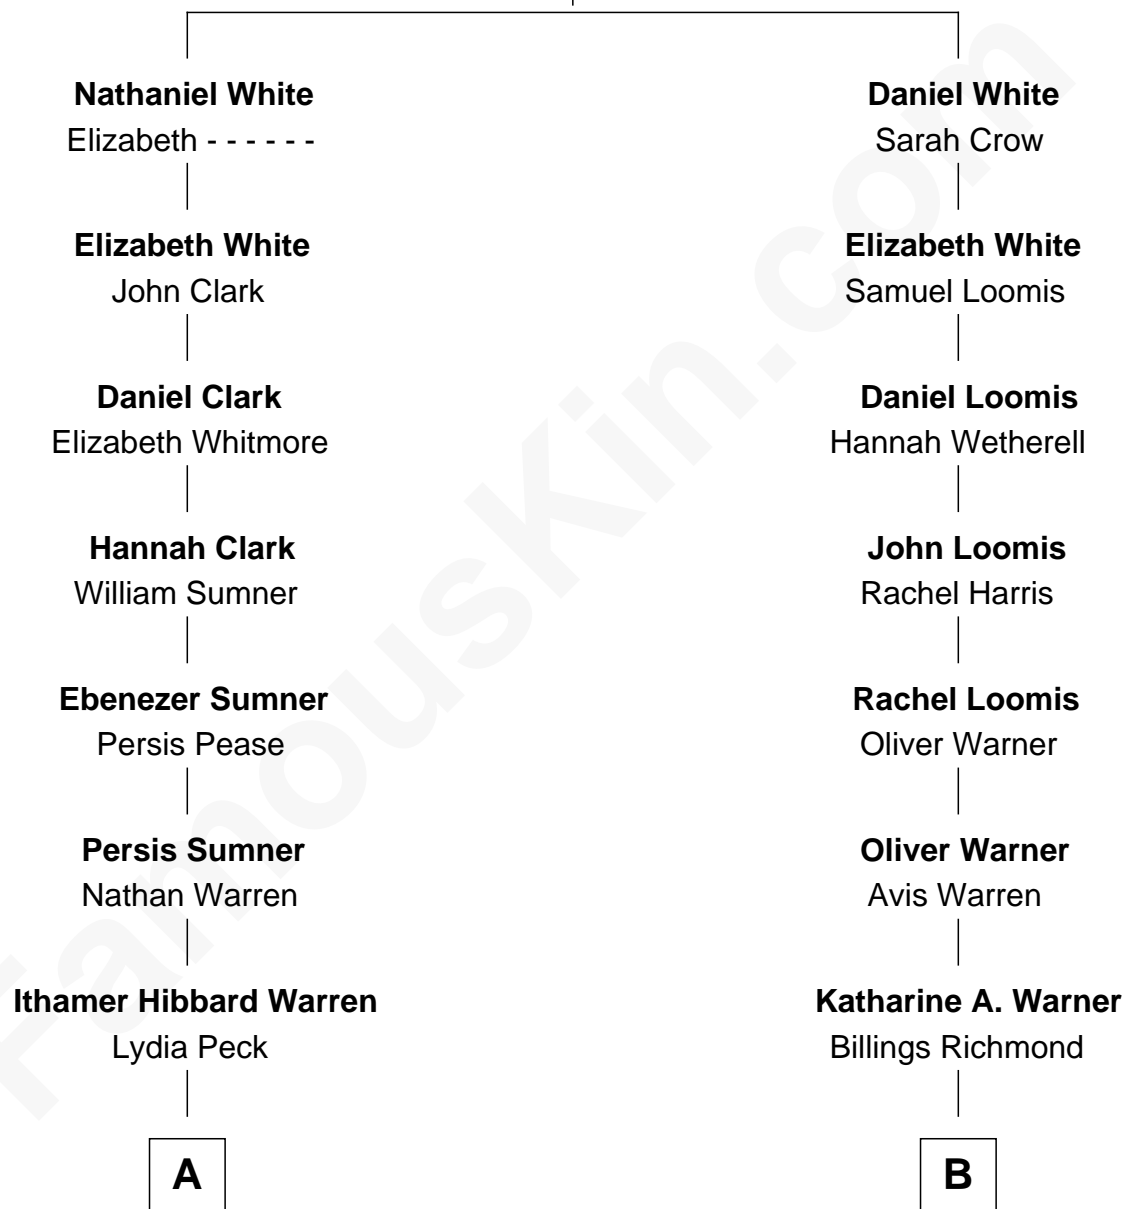 Nathaniel White
Elizabeth - - - - - -
Elizabeth White
John Clark
Daniel Clark
Elizabeth Whitmore
Hannah Clark
William Sumner
Ebenezer Sumner
Persis Pease
Persis Sumner
Nathan Warren
Ithamer Hibbard Warren
Lydia Peck
A
Daniel White
Sarah Crow
Elizabeth White
Samuel Loomis
Daniel Loomis
Hannah Wetherell
John Loomis
Rachel Harris
Rachel Loomis
Oliver Warner
Oliver Warner
Avis Warren
Katharine A. Warner
Billings Richmond
B
FamousKin.com